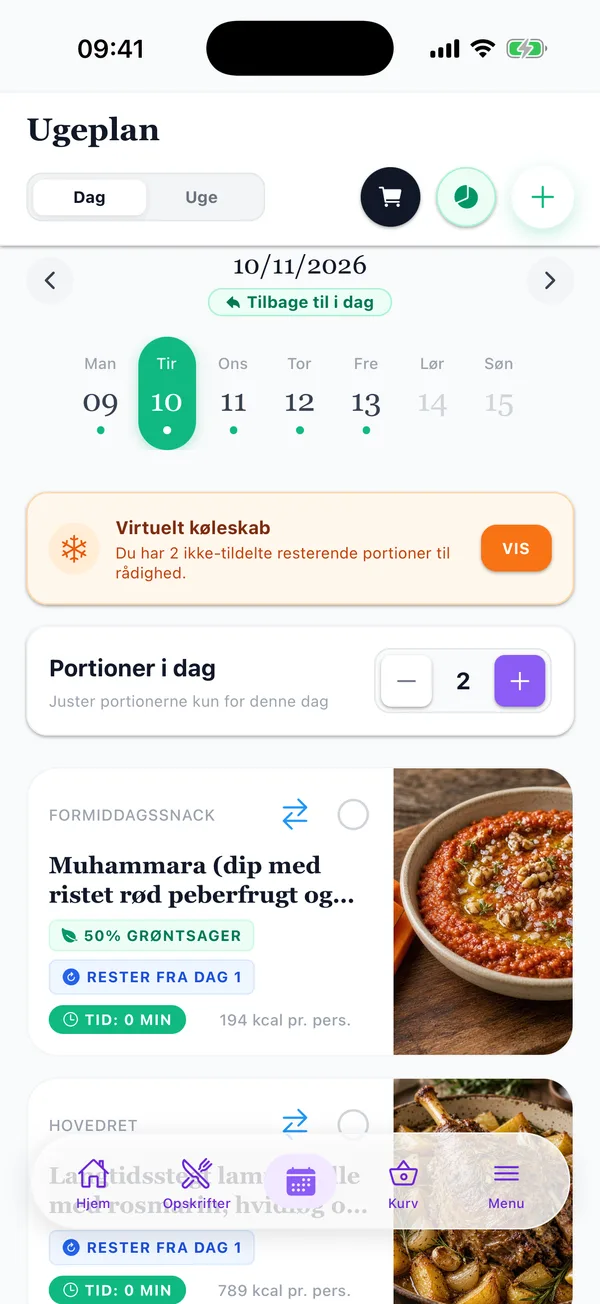 09:41
Ugeplan
Dag
Uge
10/11/2026
Tilbage til i dag
Man
Tir
Ons
Tor
Fre
Lør
Søn
09
10
11
12
13
14
15
Virtuelt køleskab
Du har 2 ikke-tildelte resterende portioner til
rådighed.
VIS
Portioner i dag
Juster portionerne kun for denne dag
2
FORMIDDAGSSNACK
Muhammara (dip med
ristet rød peberfrugt og...
50% GRØNTSAGER
RESTER FRA DAG 1
TID: 0 MIN
194 kcal pr. pers.
HOVEDRET
med rosmarin, hvidløg o...
Hjem
Opskrifter
Kurv
Menu
RESTER FRA DAG 1
TID: 0 MIN
789 kcal pr. pers.